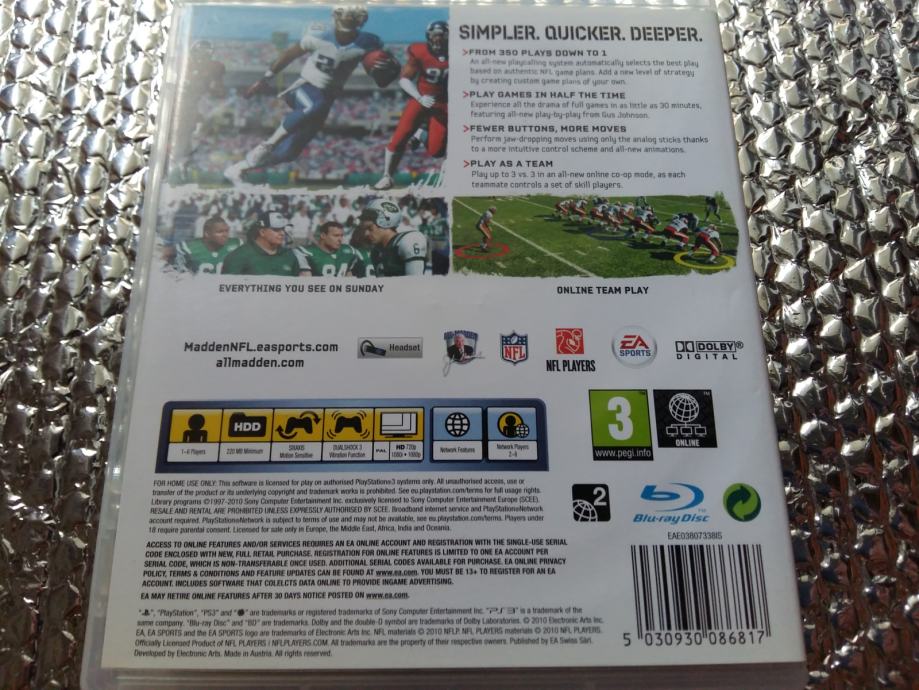 SIMPLER. QUICKER. DEEPER.
>FROM 350 PLAYS DOWN TO 1
An all-new playcalling system automatically selects the best play
based on authentic NFL game plans. Add a new level of strategy
by creating custom game plans of your own.
>PLAY GAMES IN HALF THE TIME
Experience all the drama of full games in as little as 30 minutes,
featuring all-new play-by-play from Gus Johnson.
>FEWER BUTTONS, MORE MOVES
Perform jaw-dropping moves using only the analog sticks thanks
to a more intuitive control scheme and all-new animations.
>PLAY AS A TEAM
Play up to 3 vs. 3 in an all-new online co-op mode, as each
teammate controls a set of skill players.
EVERYTHING YOU SEE ON SUNDAY
ONLINE TEAM PLAY
MaddenNFL.easports.com
allmadden.com
Headset
NFL
NFL PLAYERS
EA SPORTS
DOLBY®
DIGITAL
HDD
1-6 Players
220 MB Minimum
SIXAXIS
Motion Sensitive
DUALSHOCK 3
Vibration Function
PAL
HD 720p
1080i • 1080p
Network Features
Network Players
2-6
3
www.pegi.info
ONLINE
2
Blu-ray Disc
FOR HOME USE ONLY: This software is licensed for play on authorised PlayStation®3 systems only. All unauthorised access, use or
transfer of the product or its underlying copyright and trademark works is prohibited. See eu.playstation.com/terms for full usage rights.
Library programs ©1997-2010 Sony Computer Entertainment Inc. exclusively licensed to Sony Computer Entertainment Europe (SCEE).
RESALE AND RENTAL ARE PROHIBITED UNLESS EXPRESSLY AUTHORISED BY SCEE. Broadband internet service and PlayStation®Network
account required. PlayStation®Network is subject to terms of use and may not be available, see eu.playstation.com/terms. Players under
18 require parental consent. Licensed for sale only in Europe, the Middle East, Africa, India and Oceania.
ACCESS TO ONLINE FEATURES AND/OR SERVICES REQUIRES AN EA ONLINE ACCOUNT AND REGISTRATION WITH THE SINGLE-USE SERIAL
CODE ENCLOSED WITH NEW, FULL RETAIL PURCHASE. REGISTRATION FOR ONLINE FEATURES IS LIMITED TO ONE EA ACCOUNT PER
SERIAL CODE, WHICH IS NON-TRANSFERABLE ONCE USED. ADDITIONAL SERIAL CODES AVAILABLE FOR PURCHASE. EA ONLINE PRIVACY
POLICY, TERMS & CONDITIONS AND FEATURE UPDATES CAN BE FOUND AT www.ea.com. YOU MUST BE 13+ TO REGISTER FOR AN EA
ACCOUNT. INCLUDES SOFTWARE THAT COLELCTS DATA ONLINE TO PROVIDE INGAME ADVERTISING.
EA MAY RETIRE ONLINE FEATURES AFTER 30 DAYS NOTICE POSTED ON www.ea.com.
EAE03807338IS
" ", "PlayStation", "PS3" and " " are trademarks or registered trademarks of Sony Computer Entertainment Inc. "PS3" is a trademark of the
same company. "Blu-ray Disc" and "BD" are trademarks. Dolby and the double-D symbol are trademarks of Dolby Laboratories. © 2010 Electronic Arts Inc.
EA, EA SPORTS and the EA SPORTS logo are trademarks of Electronic Arts Inc. NFL materials © 2010 NFLP. NFL PLAYERS materials © 2010 NFL PLAYERS.
Officially Licensed Product of NFL PLAYERS / NFLPLAYERS.COM. All trademarks are the property of their respective owners. Published by EA Swiss Sàrl.
Developed by Electronic Arts. Made in Austria. All rights reserved.
5 030930 086817